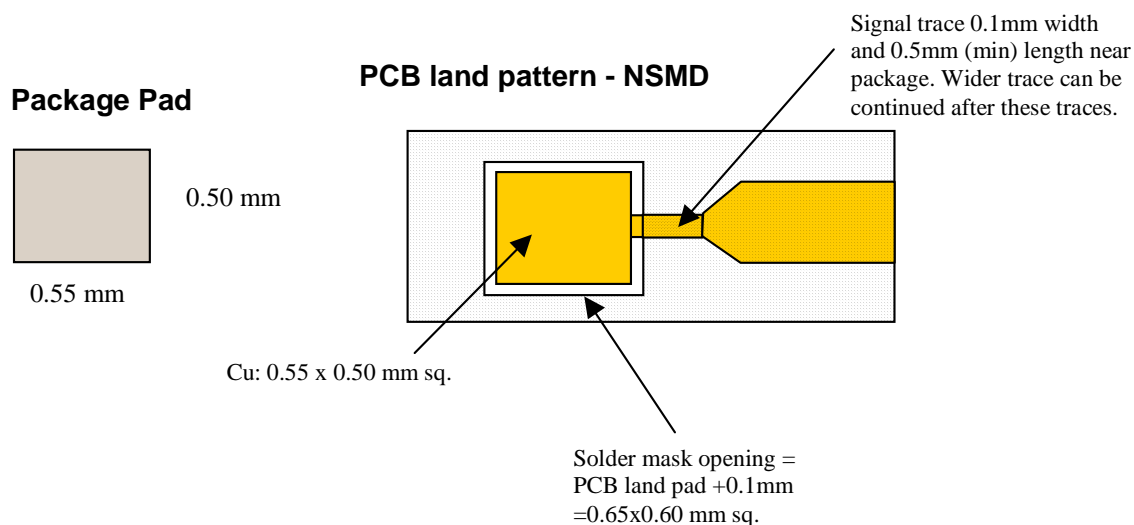 Signal trace 0.1mm width
and 0.5mm (min) length near
package. Wider trace can be
continued after these traces.
PCB land pattern - NSMD
Package Pad
0.50 mm
0.55 mm
Cu: 0.55 x 0.50 mm sq.
Solder mask opening =
PCB land pad +0.1mm
=0.65x0.60 mm sq.